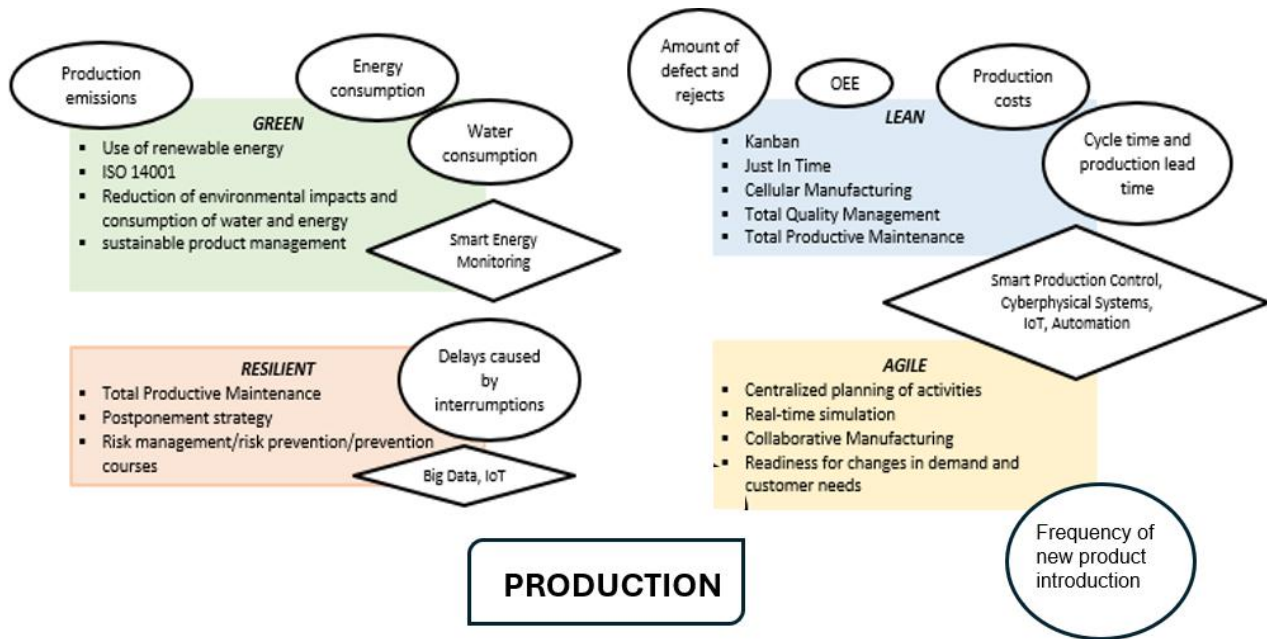 Production
emissions
Energy
consumption
Water
consumption
GREEN
▪ Use of renewable energy
▪ ISO 14001
▪ Reduction of environmental impacts and
consumption of water and energy
▪ sustainable product management
Smart Energy
Monitoring
Amount of
defect and
rejects
OEE
Production
costs
Cycle time and
production lead
time
LEAN
▪ Kanban
▪ Just In Time
▪ Cellular Manufacturing
▪ Total Quality Management
▪ Total Productive Maintenance
Smart Production Control,
Cyberphysical Systems,
IoT, Automation
RESILIENT
▪ Total Productive Maintenance
▪ Postponement strategy
▪ Risk management/risk prevention/prevention
courses
Delays caused
by
interrumptions
Big Data, IoT
AGILE
▪ Centralized planning of activities
▪ Real-time simulation
▪ Collaborative Manufacturing
▪ Readiness for changes in demand and
customer needs
Frequency of
new product
introduction
PRODUCTION